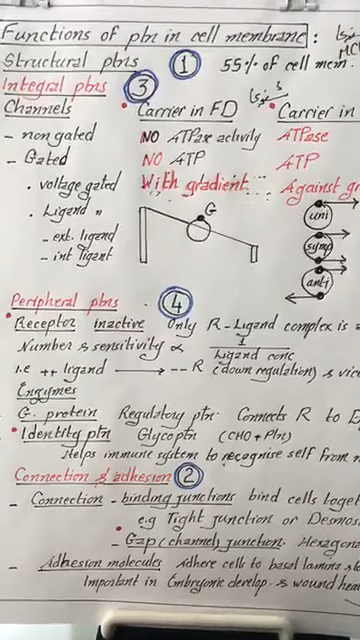 Functions of ptn in cell membrane:
MC
Structural ptns ① 55% of cell mem.
Integral ptns ③
Channels • Carrier in FD • Carrier in
- non gated NO ATPase activity ATPase
- Gated NO ATP ATP
. voltage gated With gradient Against gr
. Ligand " G uni
- ext. ligand symp
- int ligant anti
Peripheral ptns ④
• Receptor inactive Only R-Ligand complex is a
Number & sensitivity ∝ 1 / Ligand conc
i.e ++ ligand → -- R (down regulation) & vice
Enzymes
- G. protein Regulatory ptn. Connects R to E
• Identity ptn Glycoptn (CHO + Ptn)
Helps immune system to recognise self from n
Connection & adhesion ②
- Connection - binding junctions bind cells toget
e.g Tight junction or Desmos
• - Gap (channel) junction. Hexagona
- Adhesion molecules Adhere cells to basal lamina &
Important in Embryonic develop. & wound hea